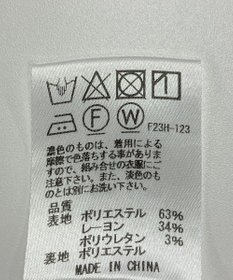 F W F23H-123
濃色のものは、着用による
摩擦で色落ちする事がありま
すので、組み合せの衣服にご
注意下さい。また、淡色のもの
とは別にお洗い下さい。
品質
表地 ポリエステル 63%
レーヨン 34%
ポリウレタン 3%
裏地 ポリエステル
MADE IN CHINA